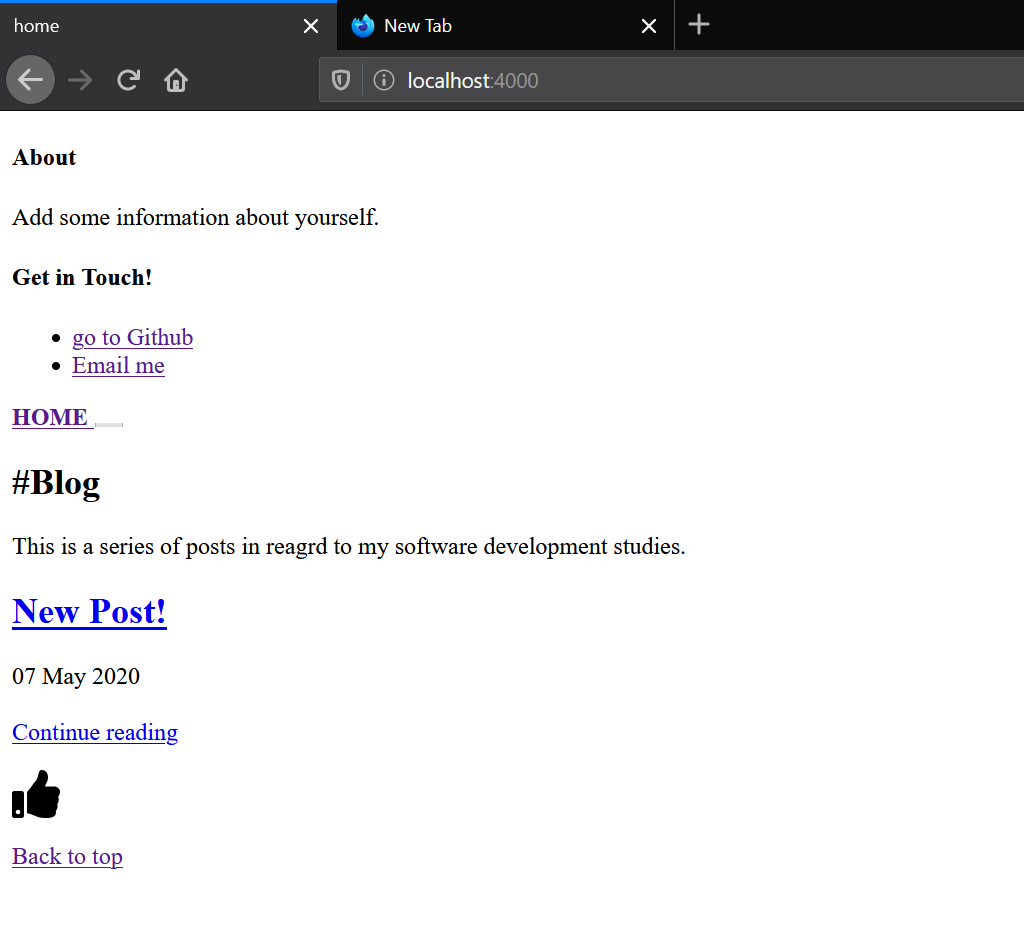 home
New Tab
localhost:4000
About
Add some information about yourself.
Get in Touch!
go to Github
Email me
HOME
#Blog
This is a series of posts in reagrd to my software development studies.
New Post!
07 May 2020
Continue reading
Back to top